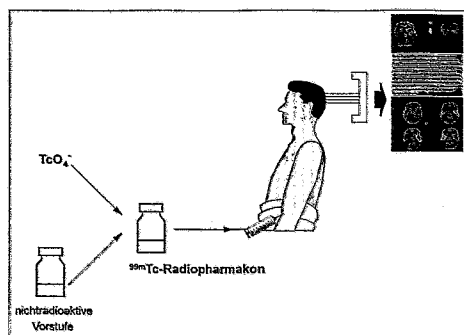 TcO₄⁻
⁹⁹ᵐTc-Radiopharmakon
nichtradioaktive
Vorstufe